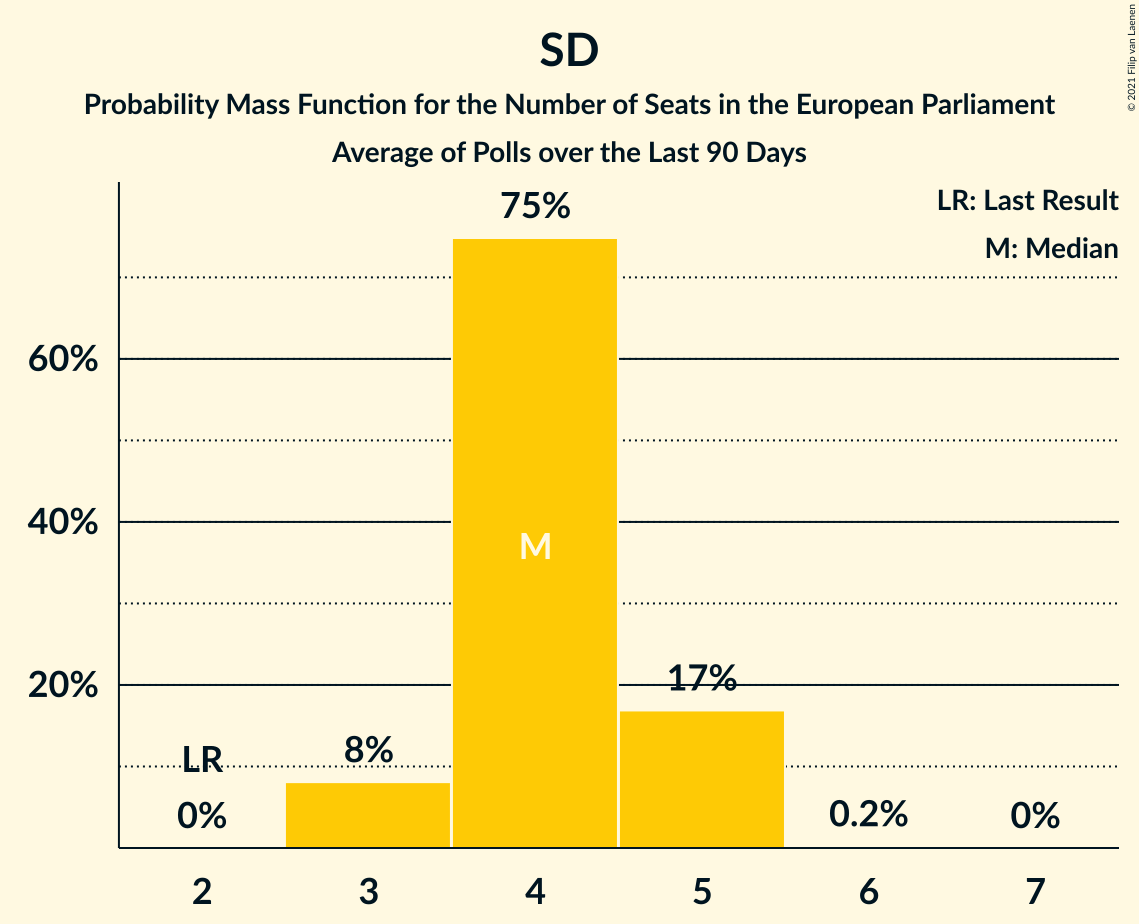 SD
Probability Mass Function for the Number of Seats in the European Parliament
Average of Polls over the Last 90 Days
© 2021 Filip van Laenen
LR: Last Result
M: Median
75%
60%
40%
M
20%
17%
8%
LR
0%
0.2%
0%
2 3 4 5 6 7